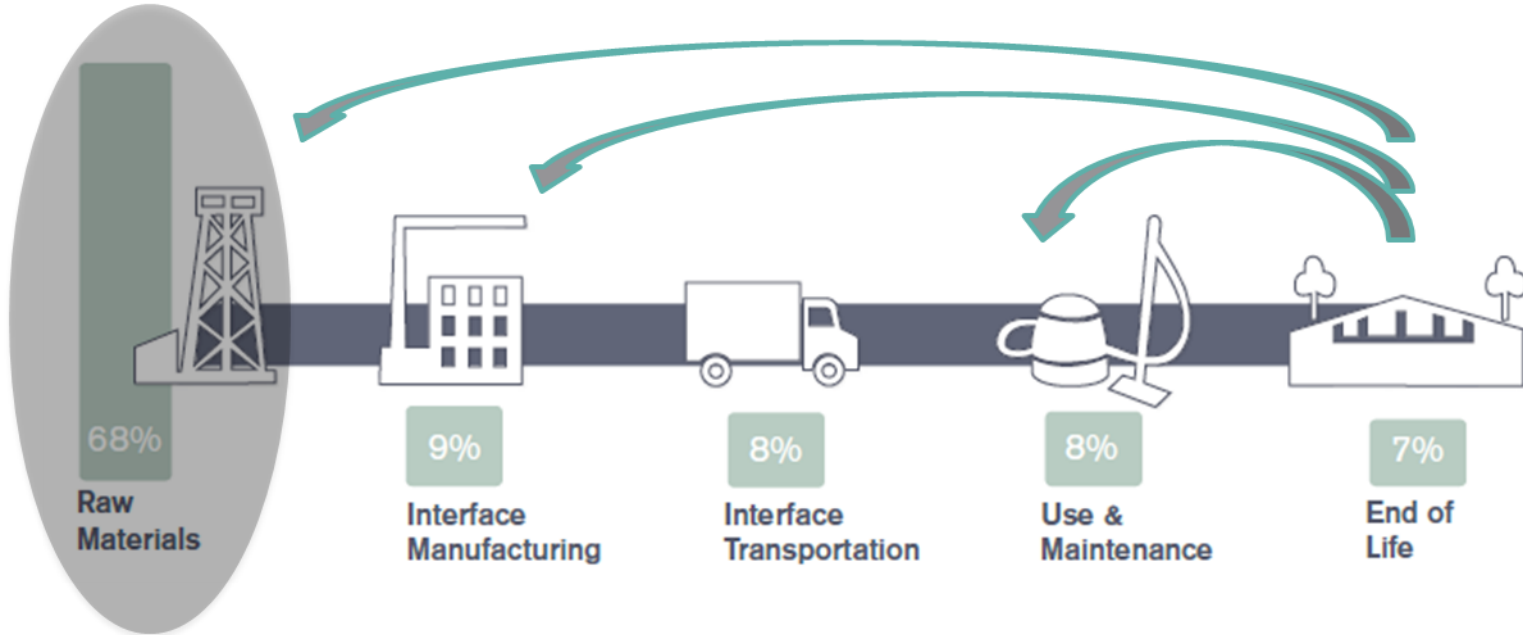 68%
Raw
Materials
9%
Interface
Manufacturing
8%
Interface
Transportation
8%
Use &
Maintenance
7%
End of
Life